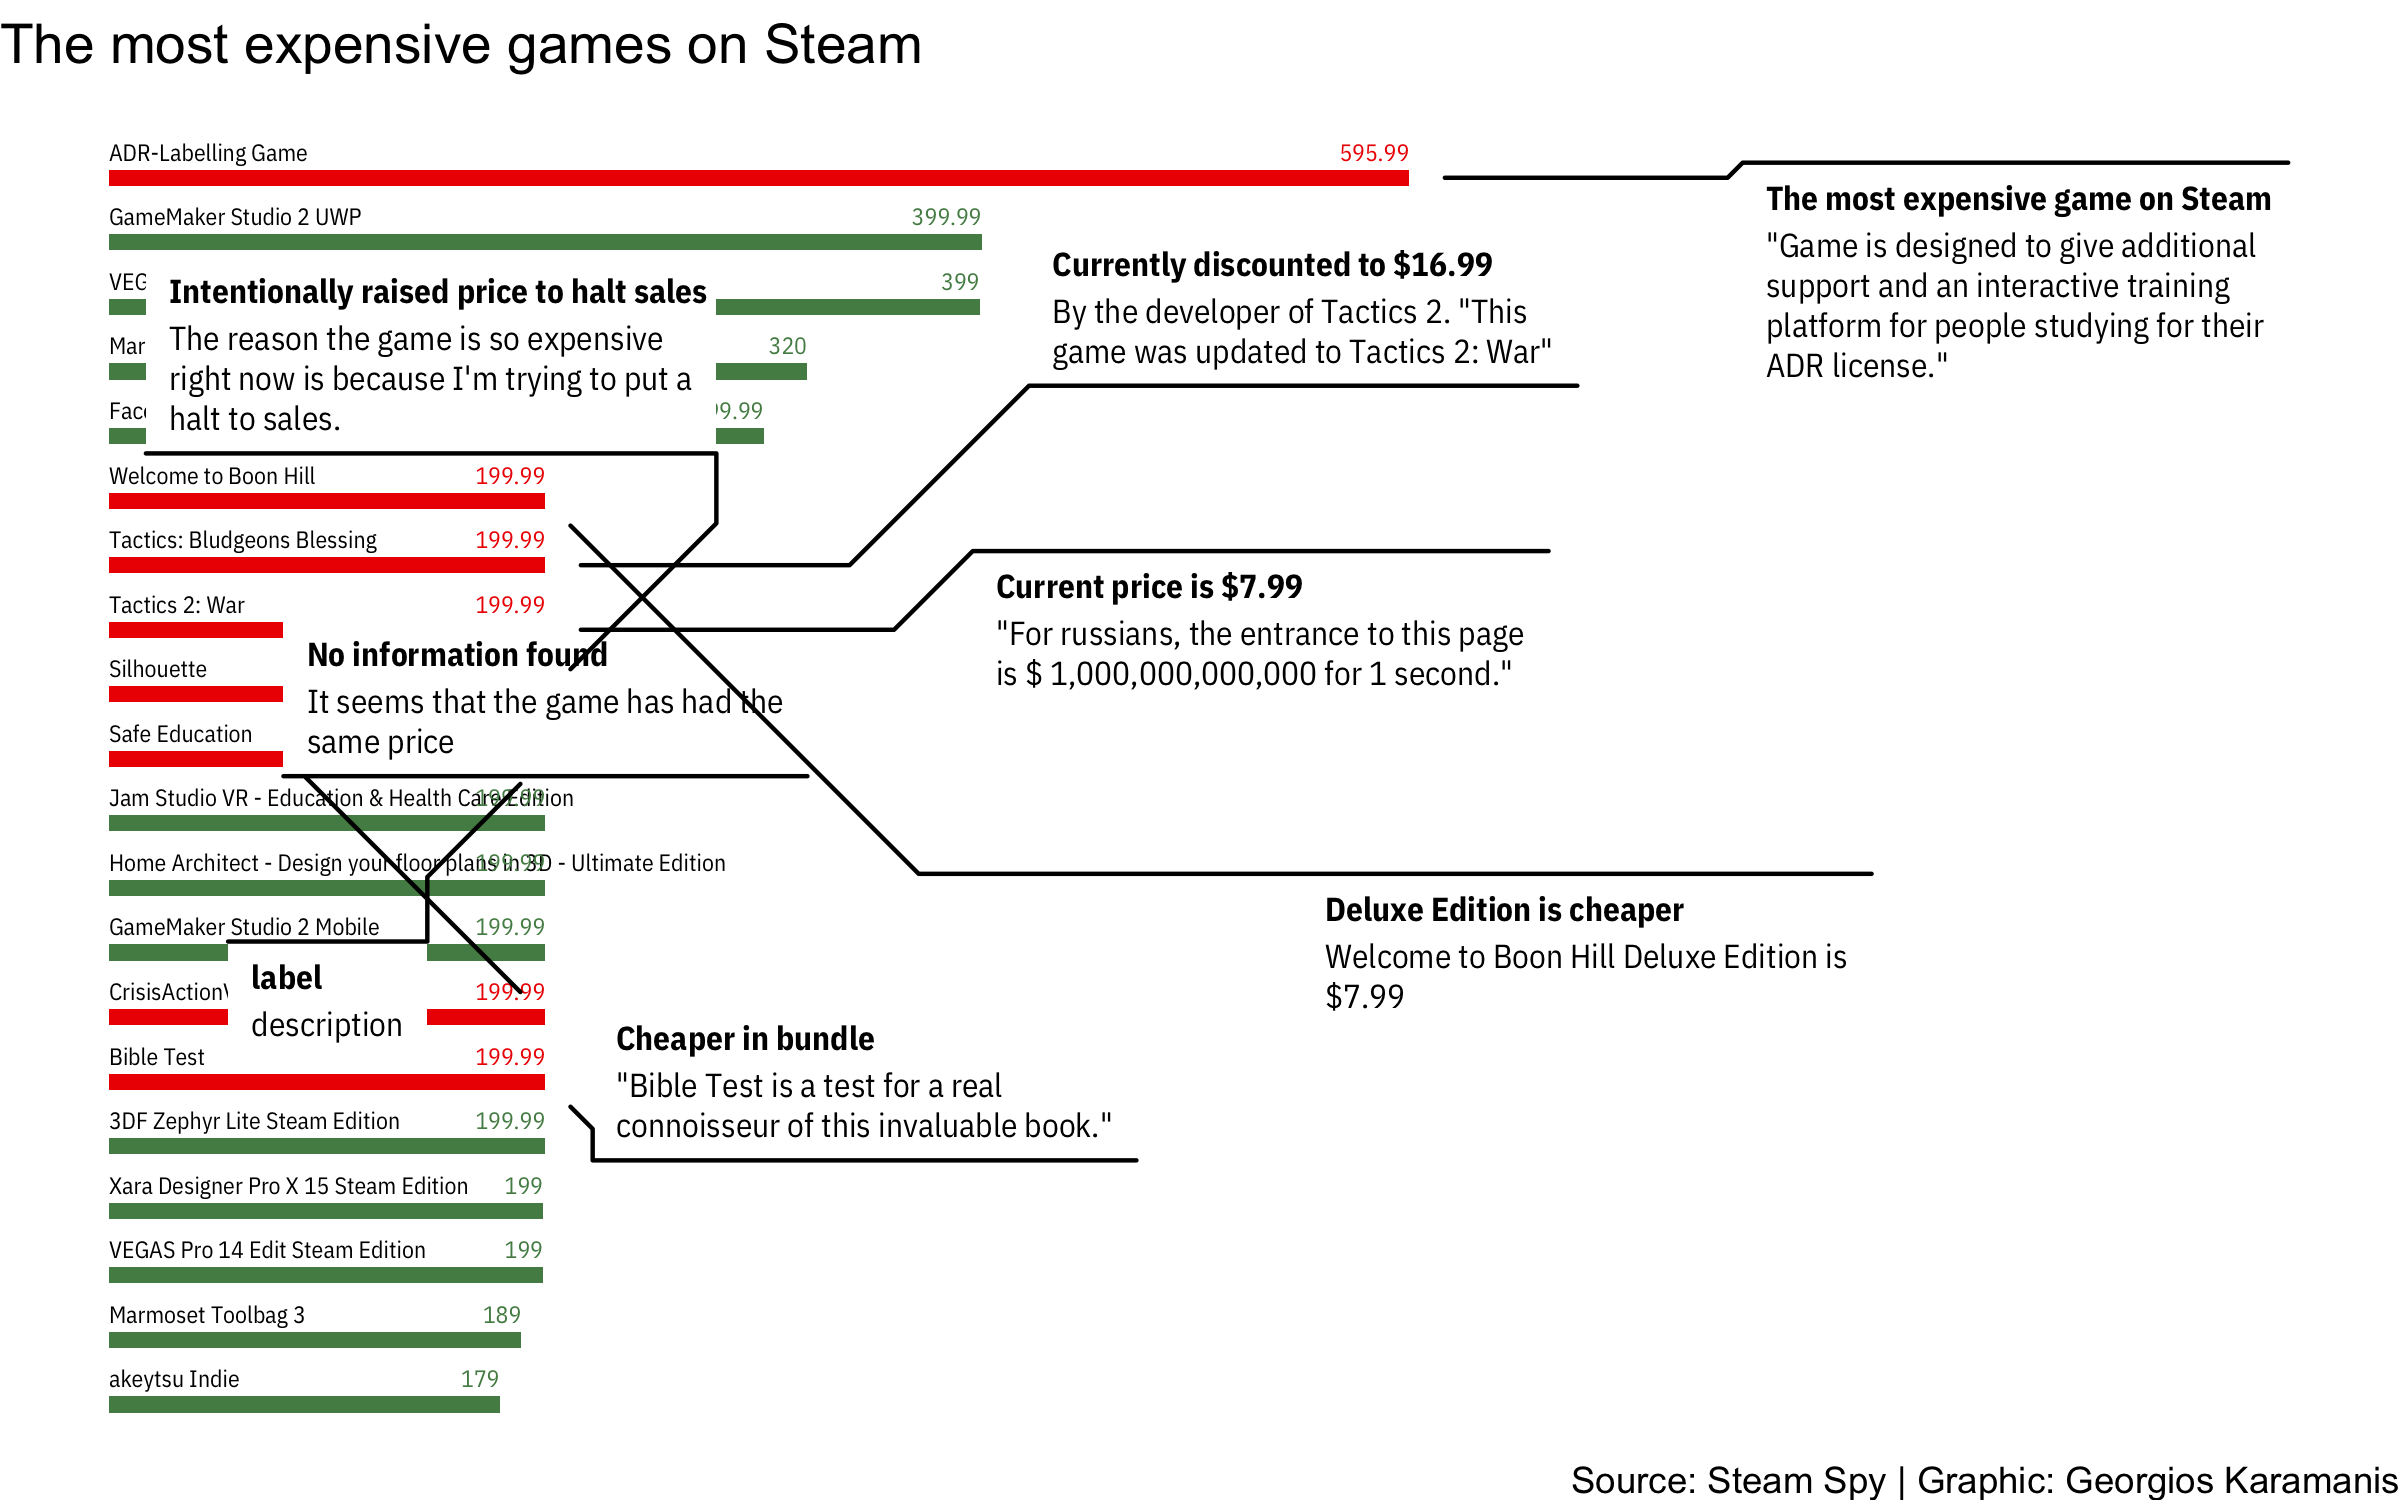 The most expensive games on Steam
ADR-Labelling Game 595.99
The most expensive game on Steam
"Game is designed to give additional
support and an interactive training
platform for people studying for their
ADR license."
GameMaker Studio 2 UWP 399.99
Currently discounted to $16.99
By the developer of Tactics 2. "This
game was updated to Tactics 2: War"
399
Intentionally raised price to halt sales
The reason the game is so expensive
right now is because I'm trying to put a
halt to sales.
320
Welcome to Boon Hill 199.99
Tactics: Bludgeons Blessing 199.99
Current price is $7.99
"For russians, the entrance to this page
is $ 1,000,000,000,000 for 1 second."
Tactics 2: War 199.99
No information found
It seems that the game has had the
same price
Silhouette
Safe Education
Jam Studio VR - Education & Health Care Edition 199.99
Home Architect - Design your floor plans in 3D - Ultimate Edition 199.99
Deluxe Edition is cheaper
Welcome to Boon Hill Deluxe Edition is
$7.99
GameMaker Studio 2 Mobile 199.99
label
description
199.99
Cheaper in bundle
"Bible Test is a test for a real
connoisseur of this invaluable book."
Bible Test 199.99
3DF Zephyr Lite Steam Edition 199.99
Xara Designer Pro X 15 Steam Edition 199
VEGAS Pro 14 Edit Steam Edition 199
Marmoset Toolbag 3 189
akeytsu Indie 179
Source: Steam Spy | Graphic: Georgios Karamanis